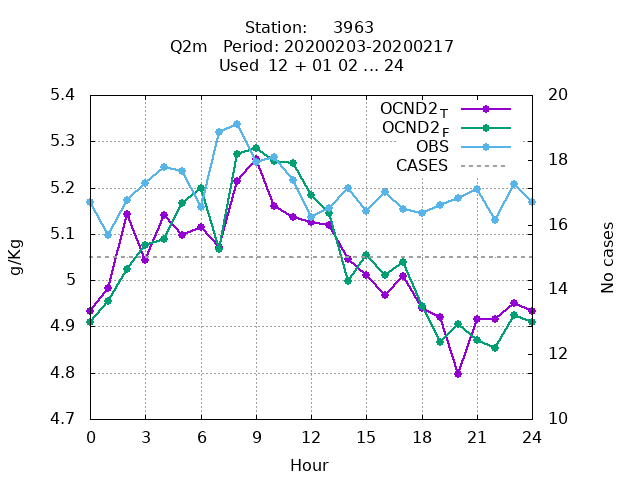 Station: 3963
Q2m Period: 20200203-20200217
Used 12 + 01 02 ... 24
5.4
5.3
5.2
5.1
5
4.9
4.8
4.7
g/Kg
20
18
16
14
12
10
No cases
OCND2T
OCND2F
OBS
CASES
0 3 6 9 12 15 18 21 24
Hour